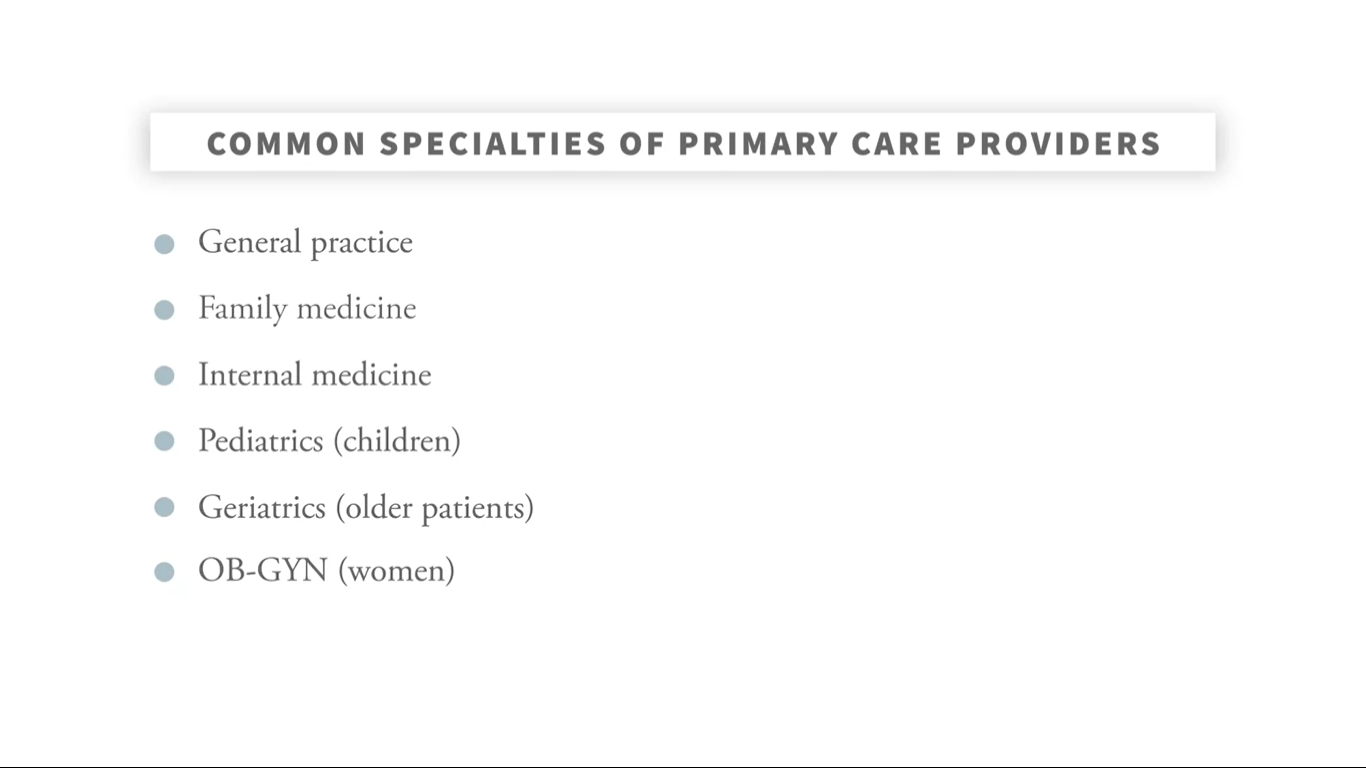 COMMON SPECIALTIES OF PRIMARY CARE PROVIDERS
General practice
Family medicine
Internal medicine
Pediatrics (children)
Geriatrics (older patients)
OB-GYN (women)